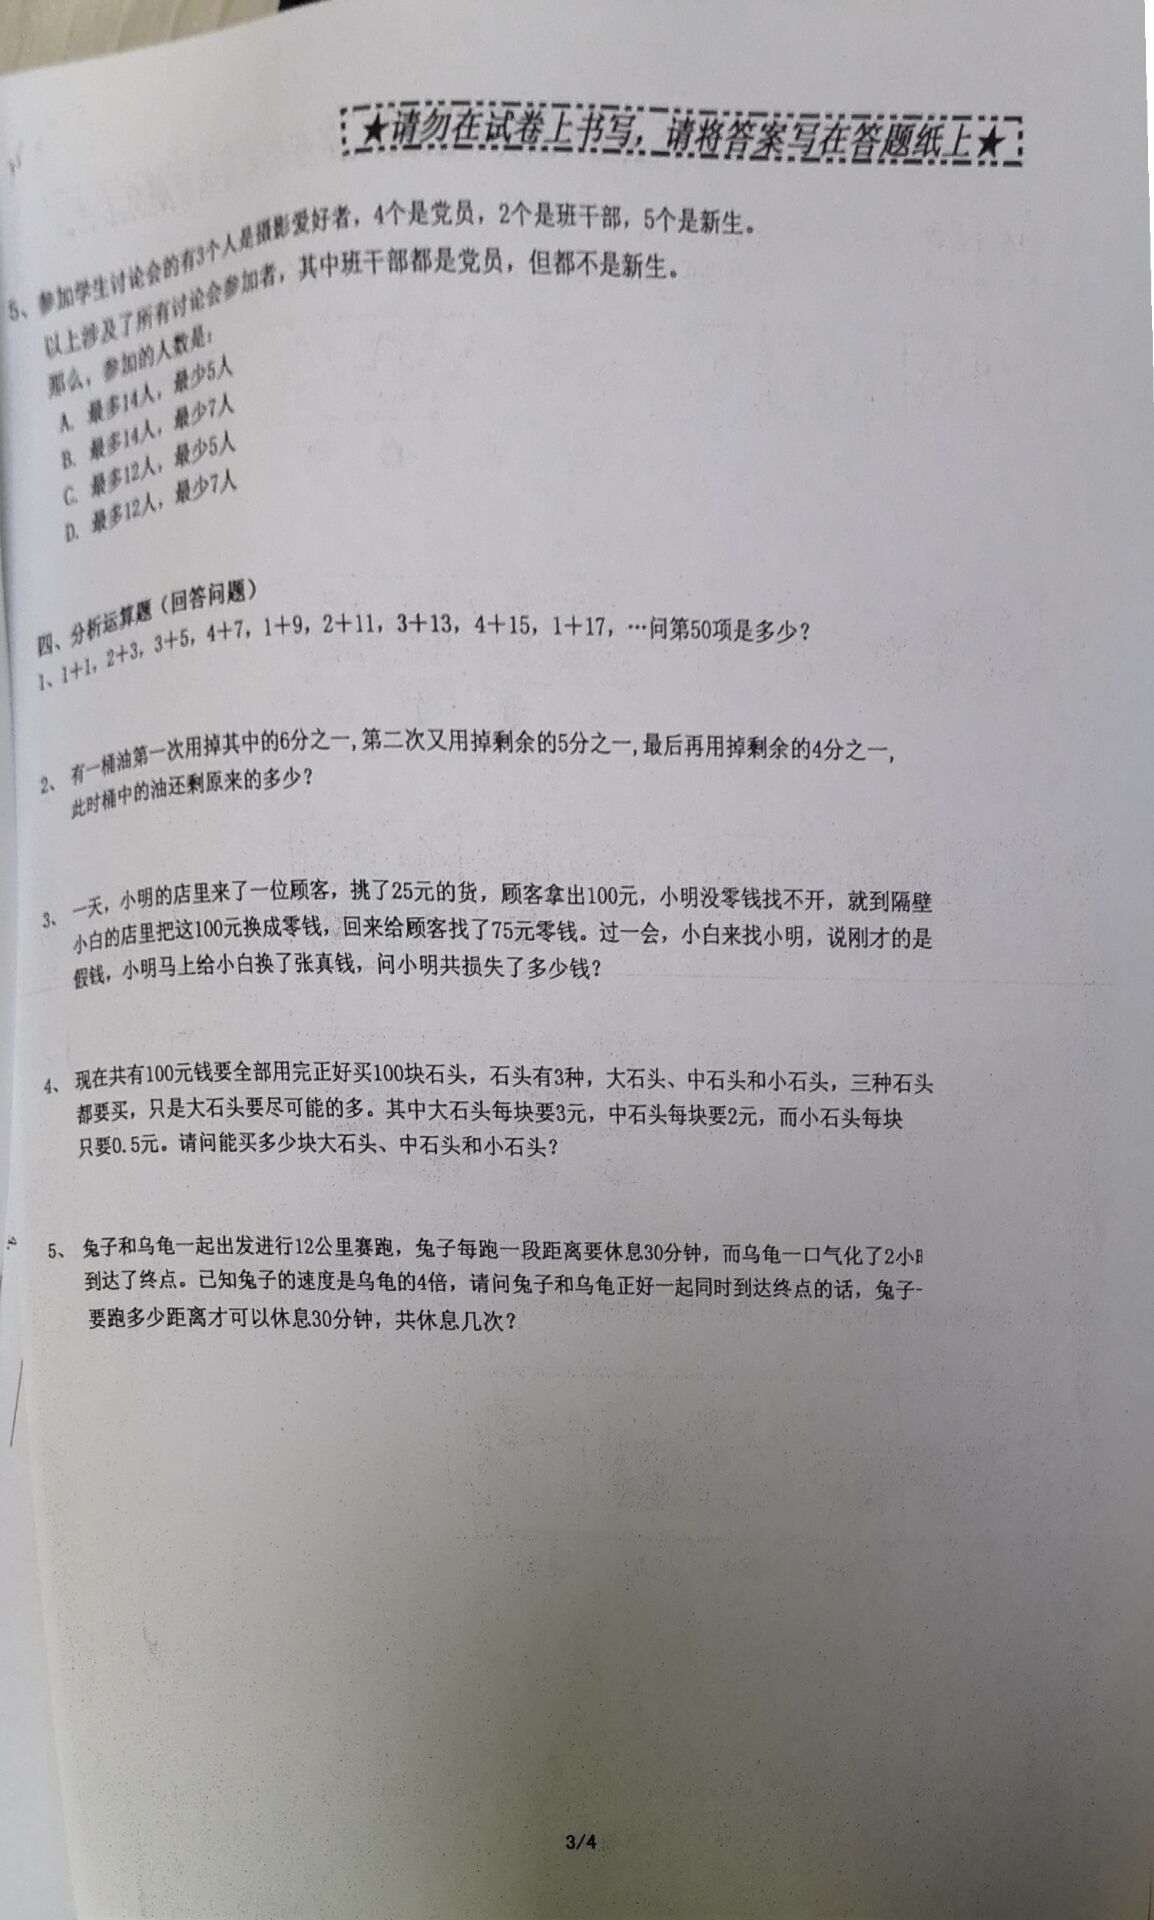 ★请勿在试卷上书写，请将答案写在答题纸上★
5、参加学生讨论会的有3个人是摄影爱好者，4个是党员，2个是班干部，5个是新生。
以上涉及了所有讨论会参加者，其中班干部都是党员，但都不是新生。
那么，参加的人数是：
A. 最多14人，最少5人
B. 最多14人，最少7人
C. 最多12人，最少5人
D. 最多12人，最少7人
四、分析运算题（回答问题）
1、1+1，2+3，3+5，4+7，1+9，2+11，3+13，4+15，1+17，…问第50项是多少？
2、有一桶油第一次用掉其中的6分之一,第二次又用掉剩余的5分之一,最后再用掉剩余的4分之一,
此时桶中的油还剩原来的多少？
3、一天，小明的店里来了一位顾客，挑了25元的货，顾客拿出100元，小明没零钱找不开，就到隔壁
小白的店里把这100元换成零钱，回来给顾客找了75元零钱。过一会，小白来找小明，说刚才的是
假钱，小明马上给小白换了张真钱，问小明共损失了多少钱？
4、现在共有100元钱要全部用完正好买100块石头，石头有3种，大石头、中石头和小石头，三种石头
都要买，只是大石头要尽可能的多。其中大石头每块要3元，中石头每块要2元，而小石头每块
只要0.5元。请问能买多少块大石头、中石头和小石头？
5、兔子和乌龟一起出发进行12公里赛跑，兔子每跑一段距离要休息30分钟，而乌龟一口气化了2小
到达了终点。已知兔子的速度是乌龟的4倍，请问兔子和乌龟正好一起同时到达终点的话，兔子
要跑多少距离才可以休息30分钟，共休息几次？
3/4